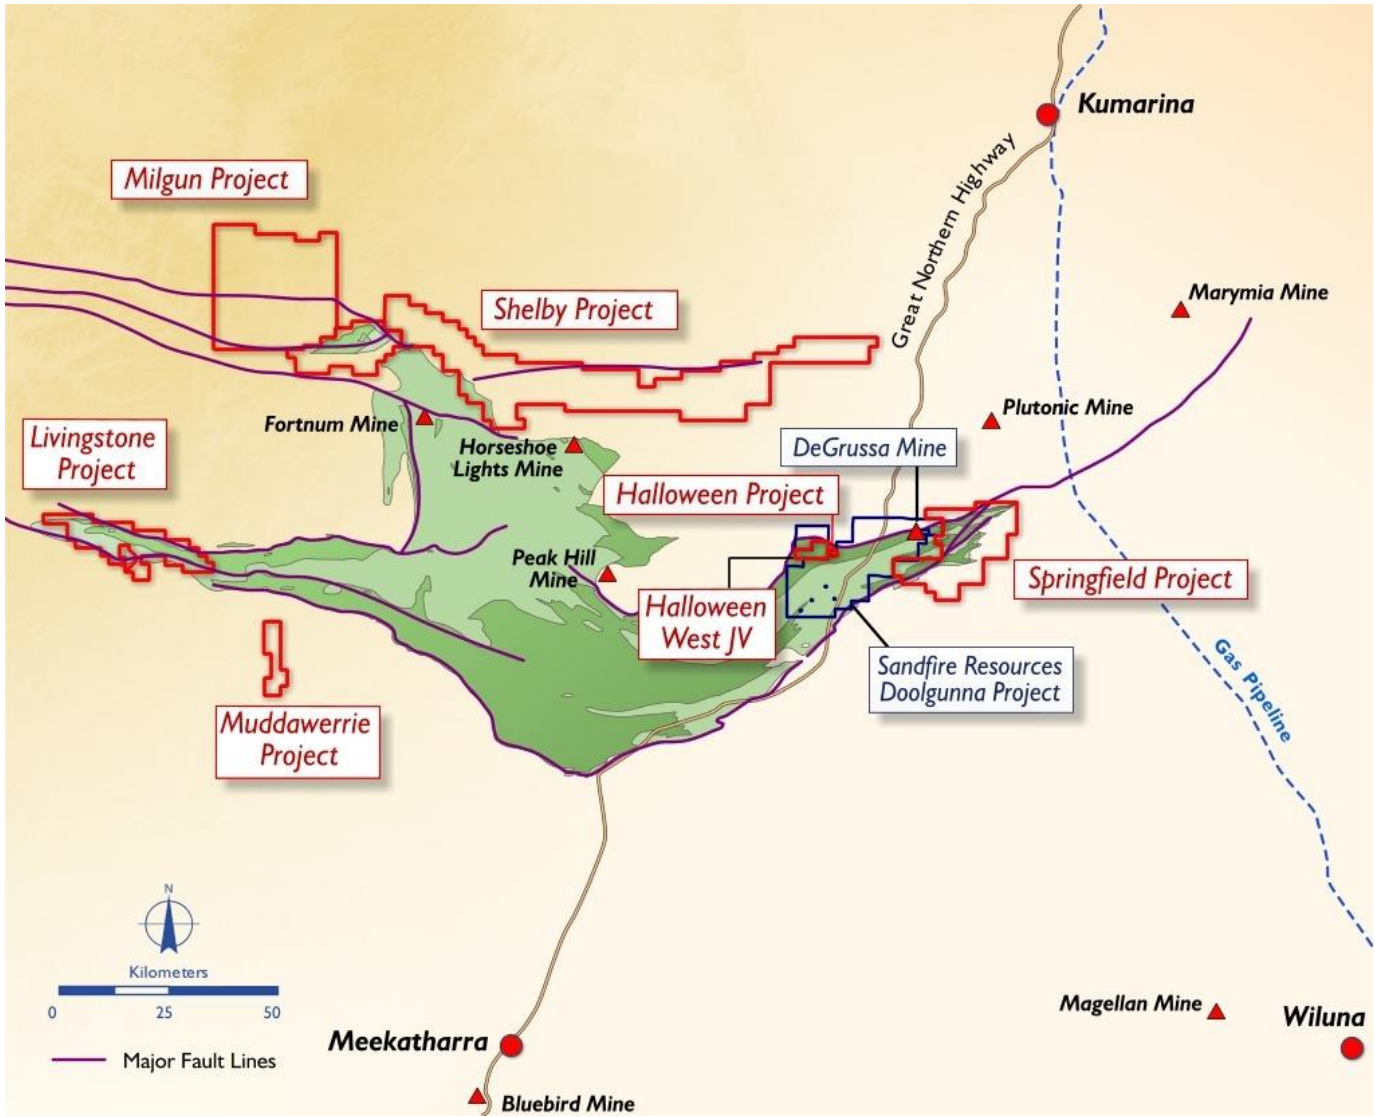 Kumarina
Milgun Project
Great Northern Highway
Shelby Project
Marymia Mine
Fortnum Mine
Plutonic Mine
Livingstone
Project
Horseshoe
Lights Mine
DeGrussa Mine
Halloween Project
Peak Hill
Mine
Springfield Project
Halloween
West JV
Sandfire Resources
Doolgunna Project
Gas Pipeline
Muddawerrie
Project
N
Kilometers
0 25 50
Major Fault Lines
Magellan Mine
Wiluna
Meekatharra
Bluebird Mine